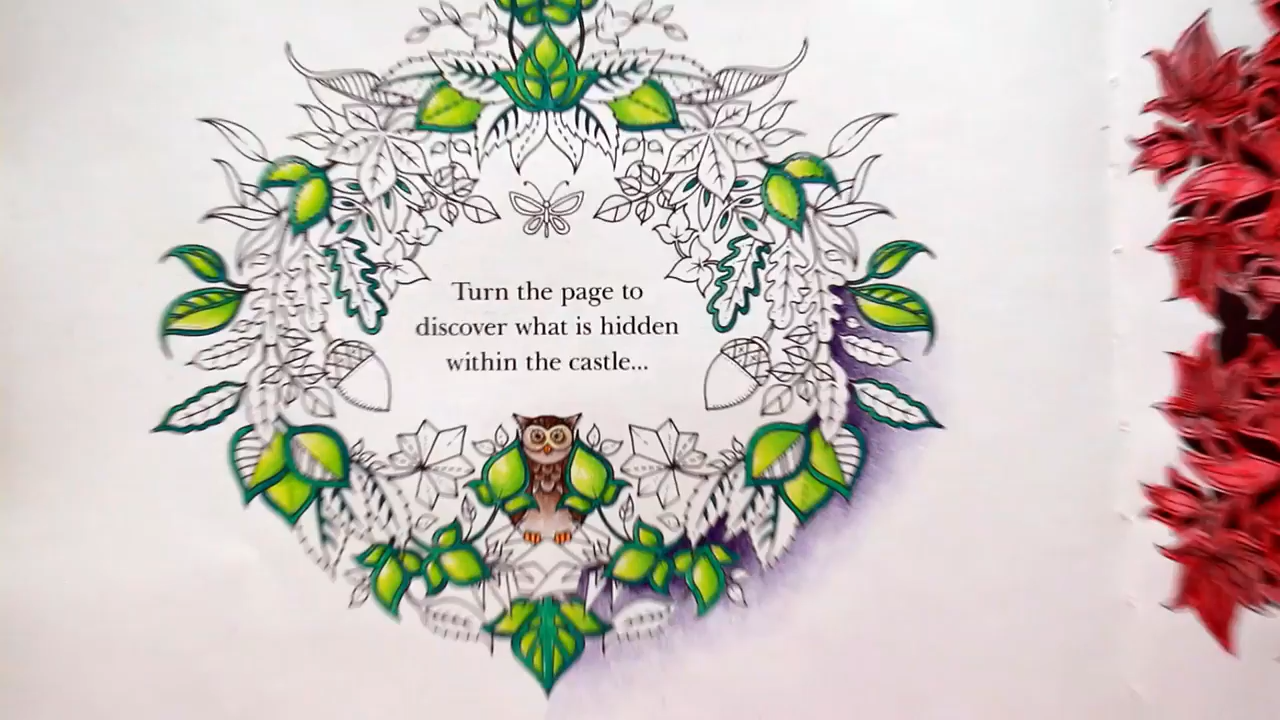 Turn the page to
discover what is hidden
within the castle...